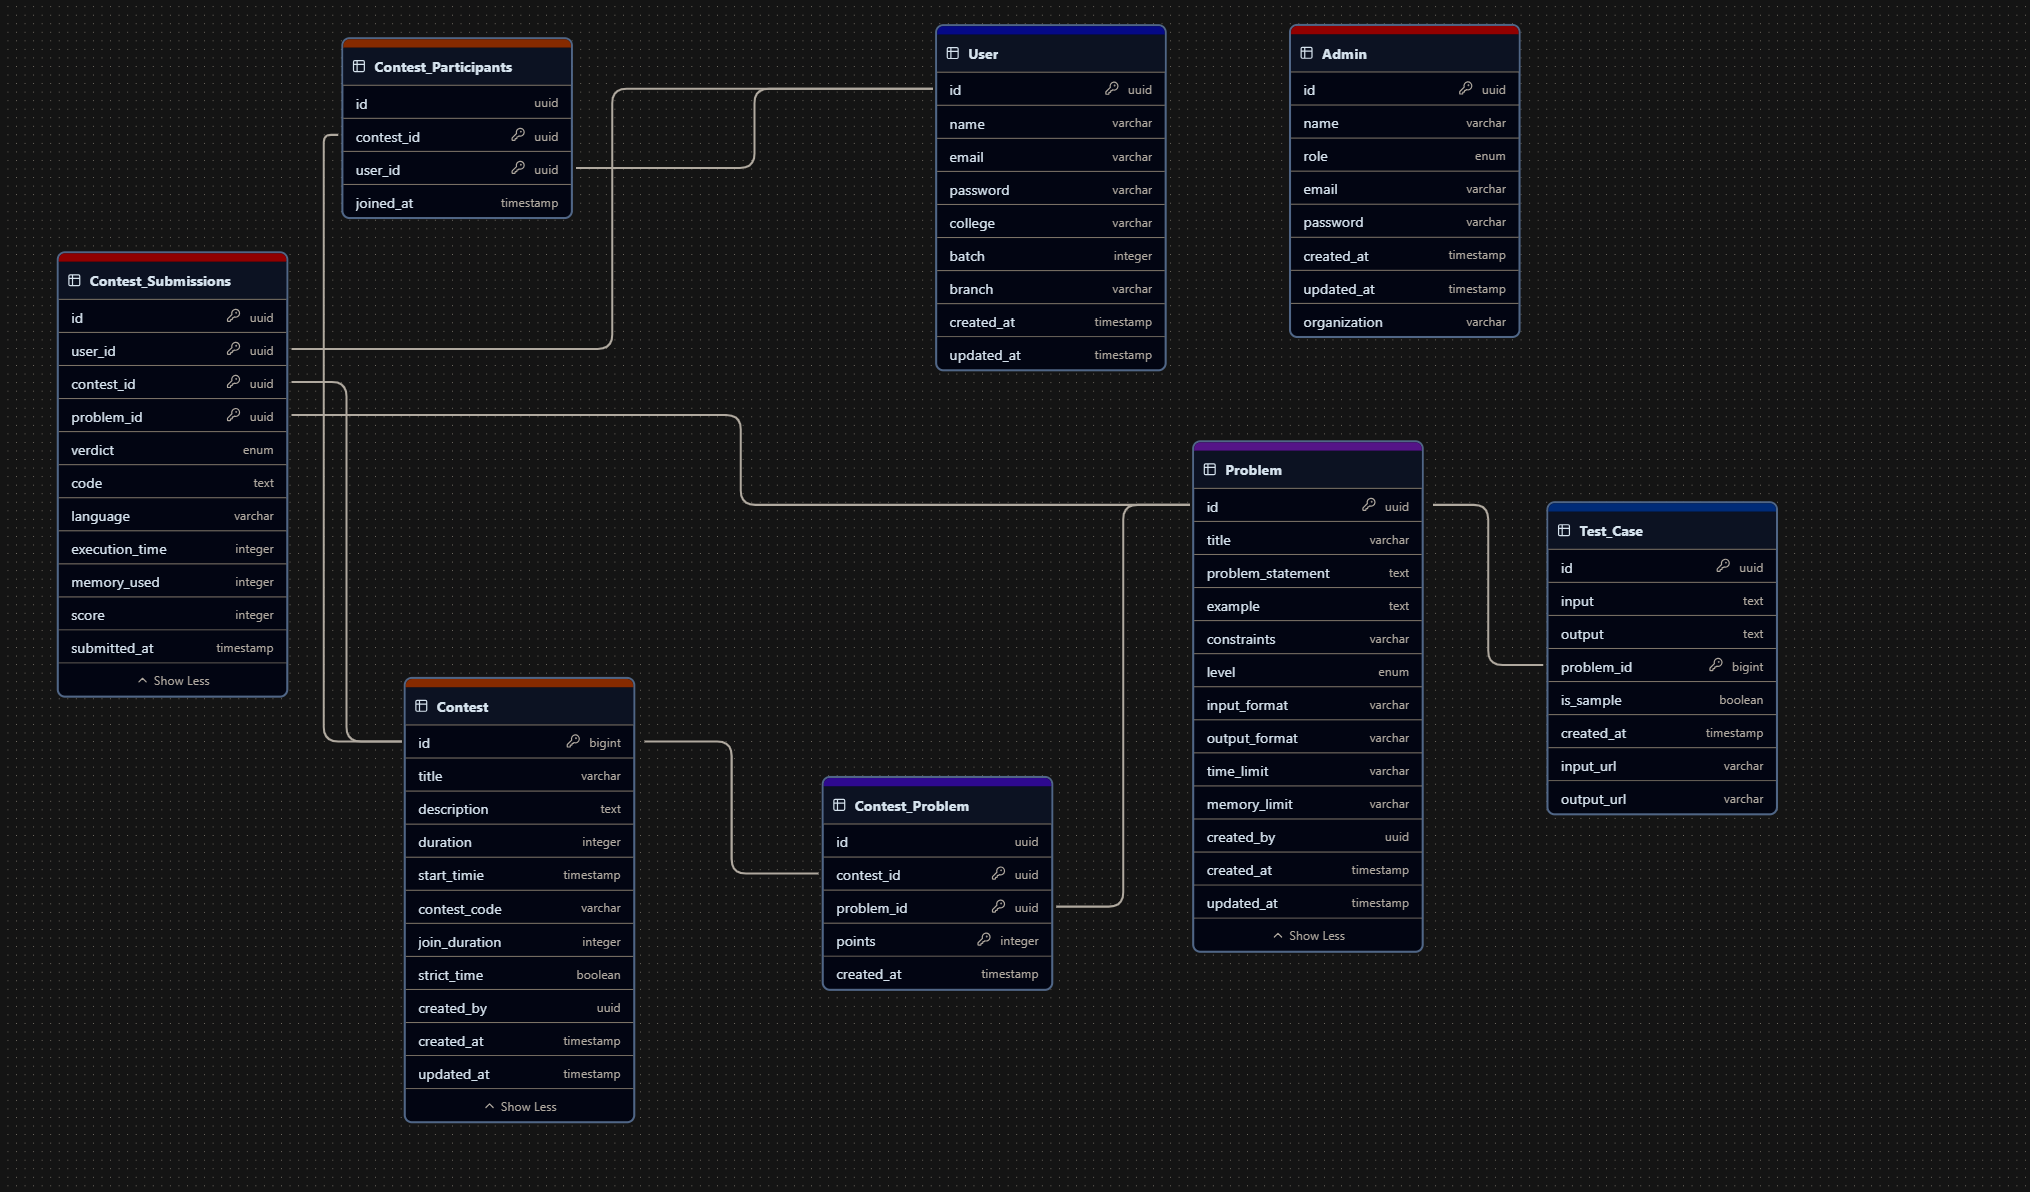 Contest_Participants
id uuid
contest_id uuid
user_id uuid
joined_at timestamp
User
id uuid
name varchar
email varchar
password varchar
college varchar
batch integer
branch varchar
created_at timestamp
updated_at timestamp
Admin
id uuid
name varchar
role enum
email varchar
password varchar
created_at timestamp
updated_at timestamp
organization varchar
Contest_Submissions
id uuid
user_id uuid
contest_id uuid
problem_id uuid
verdict enum
code text
language varchar
execution_time integer
memory_used integer
score integer
submitted_at timestamp
Show Less
Problem
id uuid
title varchar
problem_statement text
example text
constraints varchar
level enum
input_format varchar
output_format varchar
time_limit varchar
memory_limit varchar
created_by uuid
created_at timestamp
updated_at timestamp
Show Less
Test_Case
id uuid
input text
output text
problem_id bigint
is_sample boolean
created_at timestamp
input_url varchar
output_url varchar
Contest
id bigint
title varchar
description text
duration integer
start_timie timestamp
contest_code varchar
join_duration integer
strict_time boolean
created_by uuid
created_at timestamp
updated_at timestamp
Show Less
Contest_Problem
id uuid
contest_id uuid
problem_id uuid
points integer
created_at timestamp